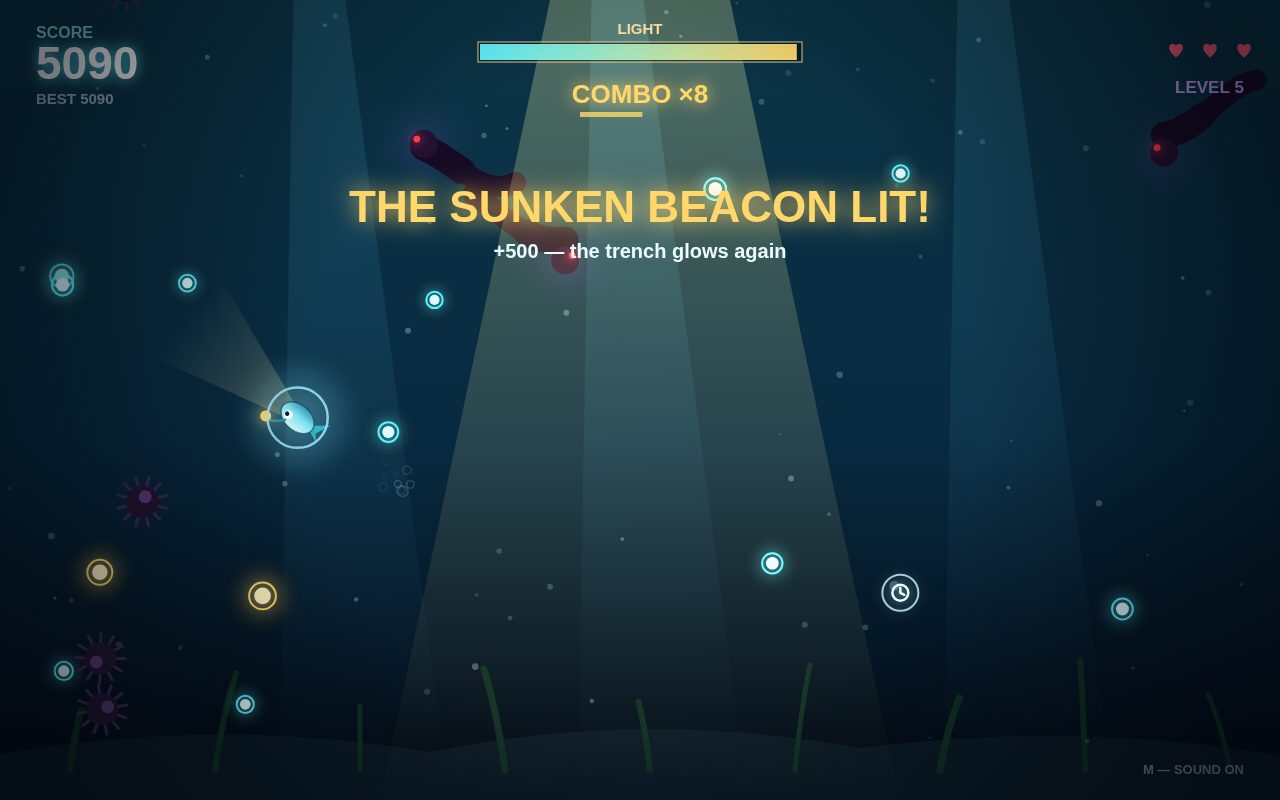 SCORE
5090
BEST 5090
LIGHT
COMBO ×8
LEVEL 5
THE SUNKEN BEACON LIT!
+500 — the trench glows again
M — SOUND ON